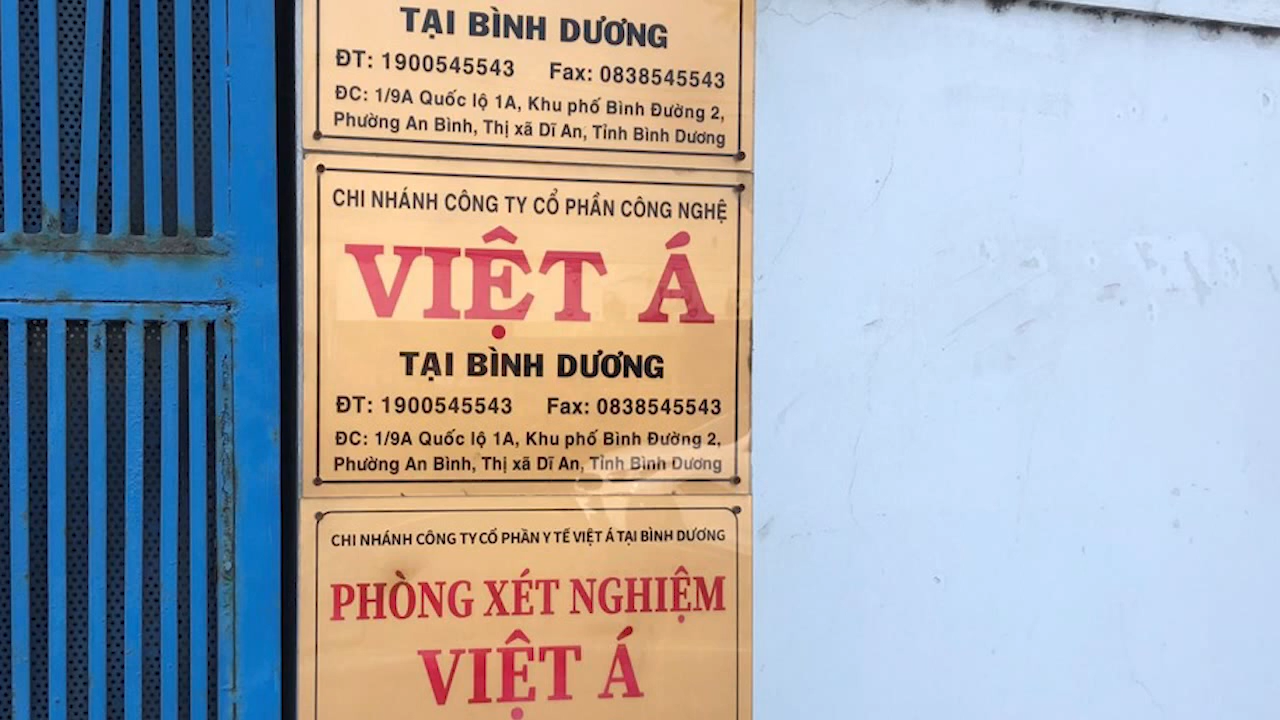 TẠI BÌNH DƯƠNG
ĐT: 1900545543 Fax: 0838545543
ĐC: 1/9A Quốc lộ 1A, Khu phố Bình Đường 2,
Phường An Bình, Thị xã Dĩ An, Tỉnh Bình Dương
CHI NHÁNH CÔNG TY CỔ PHẦN CÔNG NGHỆ
VIỆT Á
TẠI BÌNH DƯƠNG
ĐT: 1900545543 Fax: 0838545543
ĐC: 1/9A Quốc lộ 1A, Khu phố Bình Đường 2,
Phường An Bình, Thị xã Dĩ An, Tỉnh Bình Dương
CHI NHÁNH CÔNG TY CỔ PHẦN Y TẾ VIỆT Á TẠI BÌNH DƯƠNG
PHÒNG XÉT NGHIỆM
VIỆT Á